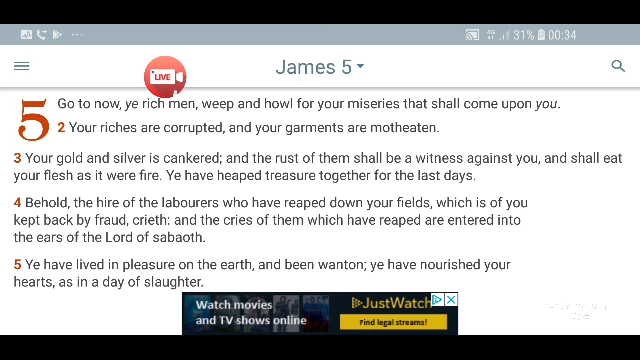 31% 00:34
LIVE
James 5
5 Go to now, ye rich men, weep and howl for your miseries that shall come upon you.
2 Your riches are corrupted, and your garments are motheaten.
3 Your gold and silver is cankered; and the rust of them shall be a witness against you, and shall eat
your flesh as it were fire. Ye have heaped treasure together for the last days.
4 Behold, the hire of the labourers who have reaped down your fields, which is of you
kept back by fraud, crieth: and the cries of them which have reaped are entered into
the ears of the Lord of sabaoth.
5 Ye have lived in pleasure on the earth, and been wanton; ye have nourished your
hearts, as in a day of slaughter.
Watch movies
and TV shows online
JustWatch
Find legal streams!